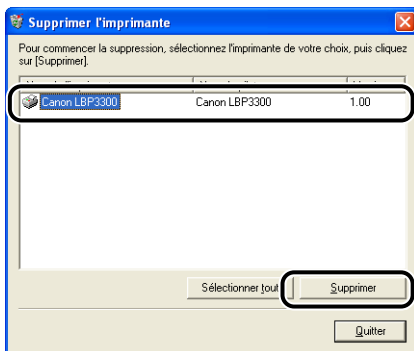 Supprimer l'imprimante
Pour commencer la suppression, sélectionnez l'imprimante de votre choix, puis cliquez
sur [Supprimer].
Canon LBP3300 Canon LBP3300 1.00
Sélectionner tout Supprimer
Quitter